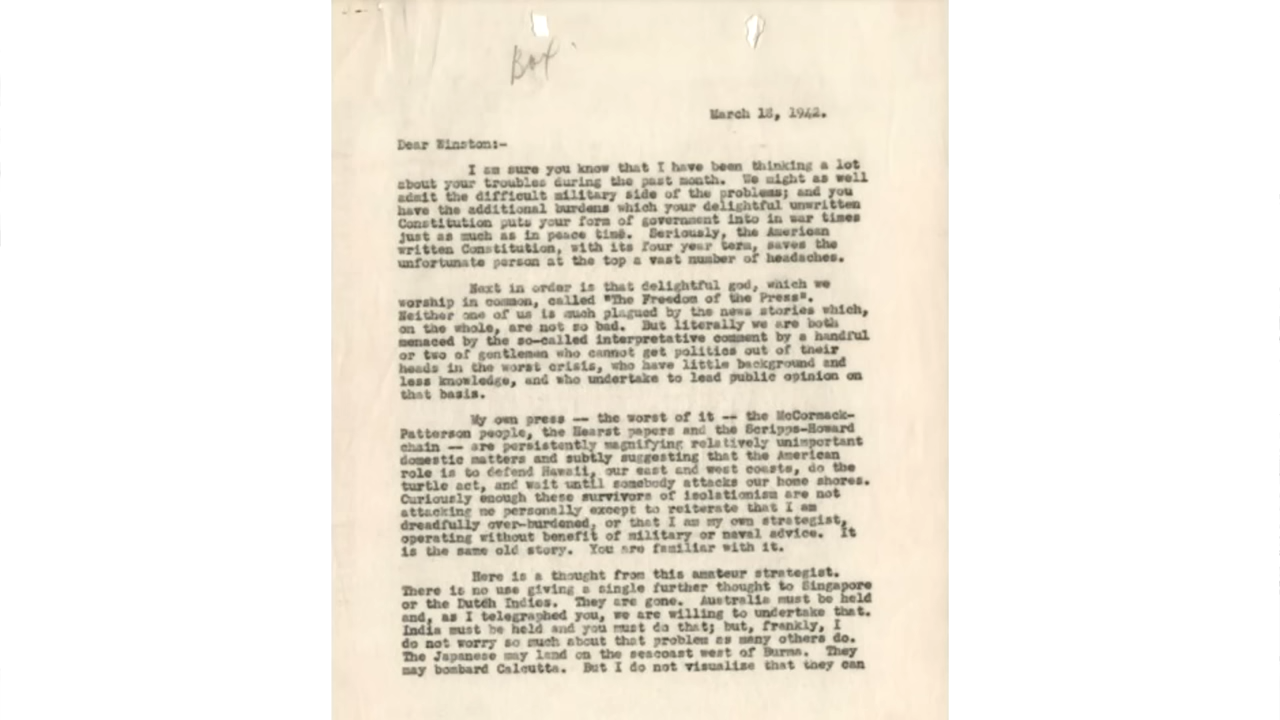 Box
March 18, 1942.
Dear Winston:-
I am sure you know that I have been thinking a lot
about your troubles during the past month. We might as well
admit the difficult military side of the problems; and you
have the additional burdens which your delightful unwritten
Constitution puts your form of government into in war times
just as much as in peace time. Seriously, the American
written Constitution, with its four year term, saves the
unfortunate person at the top a vast number of headaches.
Next in order is that delightful god, which we
worship in common, called "The Freedom of the Press".
Neither one of us is much plagued by the news stories which,
on the whole, are not so bad. But literally we are both
menaced by the so-called interpretative comment by a handful
or two of gentlemen who cannot get politics out of their
heads in the worst crisis, who have little background and
less knowledge, and who undertake to lead public opinion on
that basis.
My own press -- the worst of it -- the McCormack-
Patterson people, the Hearst papers and the Scripps-Howard
chain -- are persistently magnifying relatively unimportant
domestic matters and subtly suggesting that the American
role is to defend Hawaii, our east and west coasts, do the
turtle act, and wait until somebody attacks our home shores.
Curiously enough these survivors of isolationism are not
attacking me personally except to reiterate that I am
dreadfully over-burdened, or that I am my own strategist,
operating without benefit of military or naval advice. It
is the same old story. You are familiar with it.
Here is a thought from this amateur strategist.
There is no use giving a single further thought to Singapore
or the Dutch Indies. They are gone. Australia must be held
and, as I telegraphed you, we are willing to undertake that.
India must be held and you must do that; but, frankly, I
do not worry so much about that problem as many others do.
The Japanese may land on the seacoast west of Burma. They
may bombard Calcutta. But I do not visualize that they can